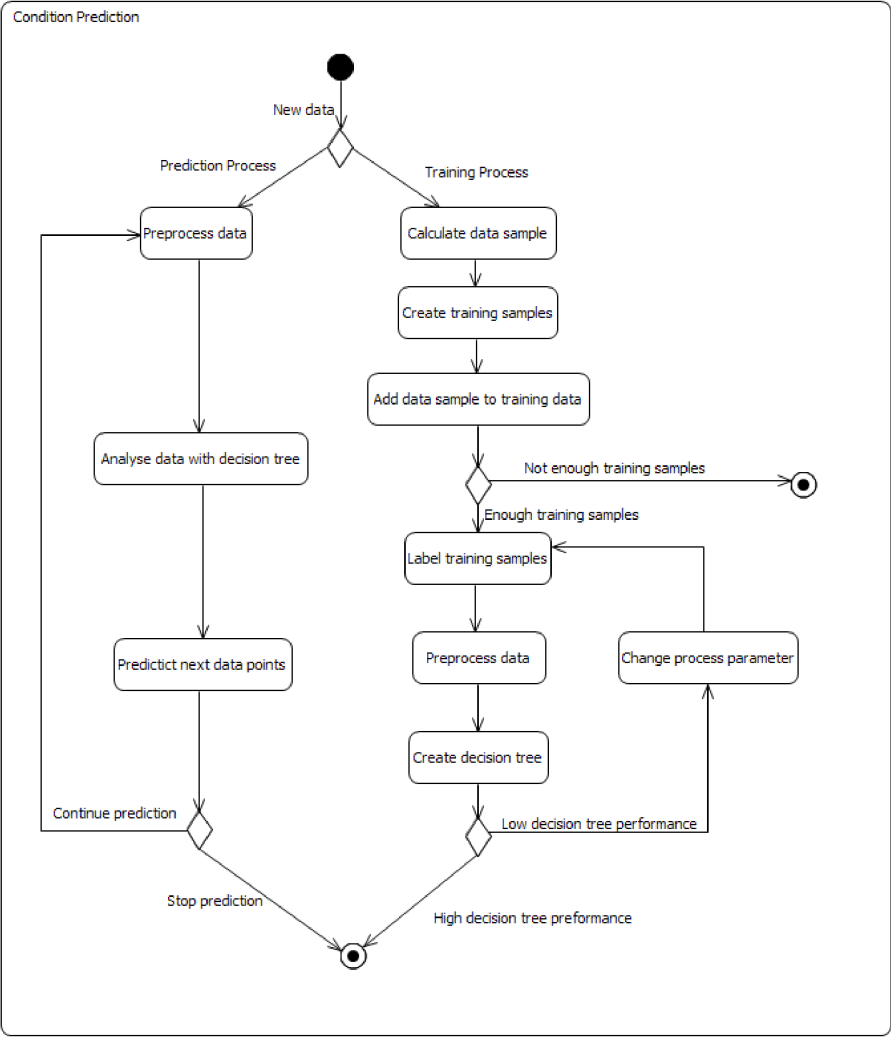 Condition Prediction
New data
Prediction Process
Training Process
Preprocess data
Calculate data sample
Create training samples
Add data sample to training data
Analyse data with decision tree
Not enough training samples
Enough training samples
Label training samples
Predictict next data points
Preprocess data
Change process parameter
Create decision tree
Continue prediction
Low decision tree performance
Stop prediction
High decision tree preformance